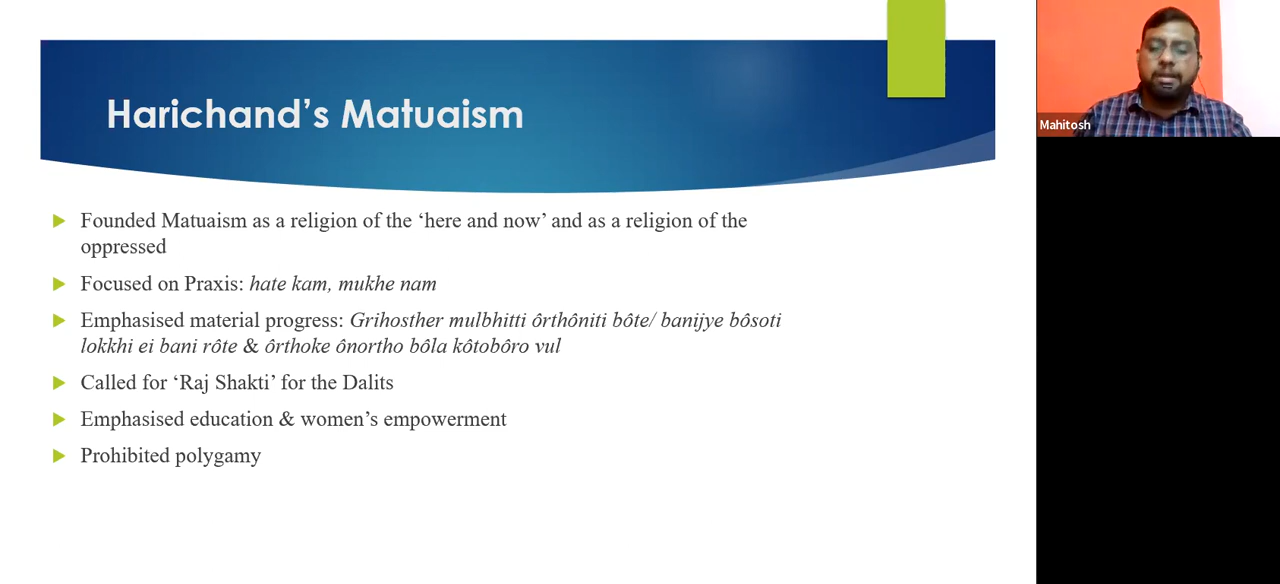 Harichand’s Matuaism
Founded Matuaism as a religion of the ‘here and now’ and as a religion of the
oppressed
Focused on Praxis: hate kam, mukhe nam
Emphasised material progress: Grihosther mulbhitti ôrthôniti bôte/ banijye bôsoti
lokkhi ei bani rôte & ôrthoke ônortho bôla kôtobôro vul
Called for ‘Raj Shakti’ for the Dalits
Emphasised education & women’s empowerment
Prohibited polygamy
Mahitosh